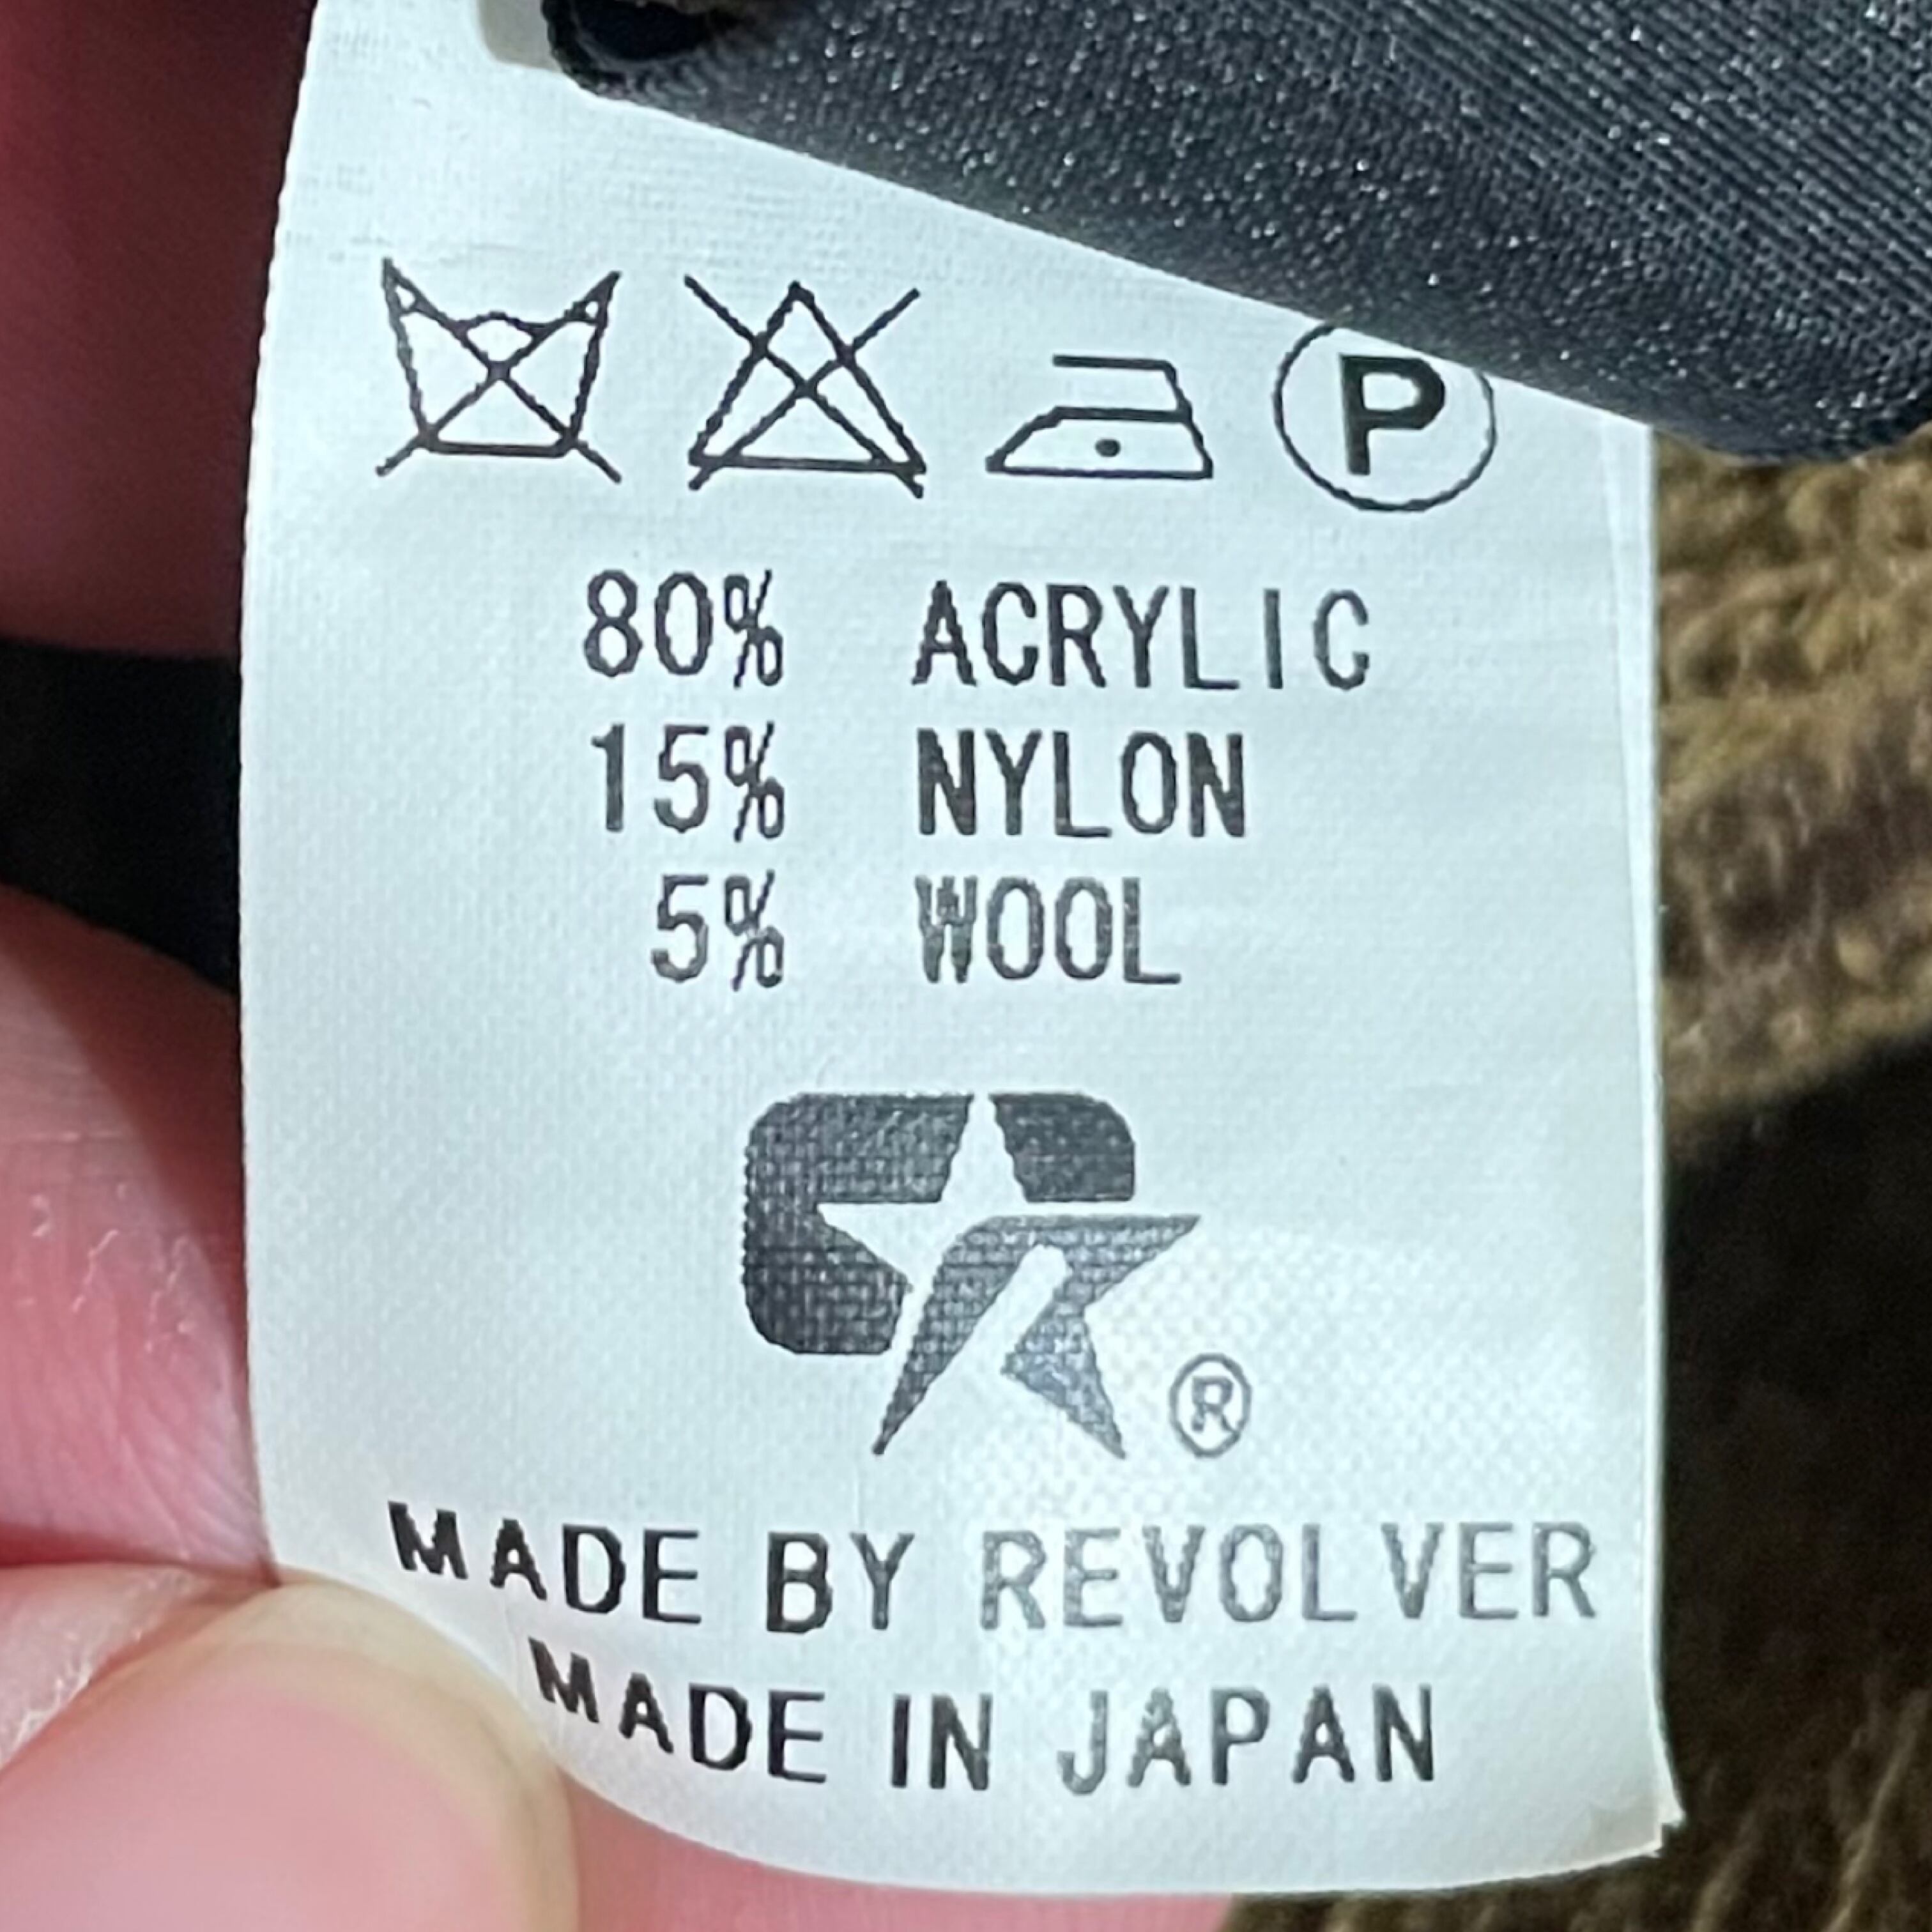 P
80% ACRYLIC
15% NYLON
5% WOOL
®
MADE BY REVOLVER
MADE IN JAPAN